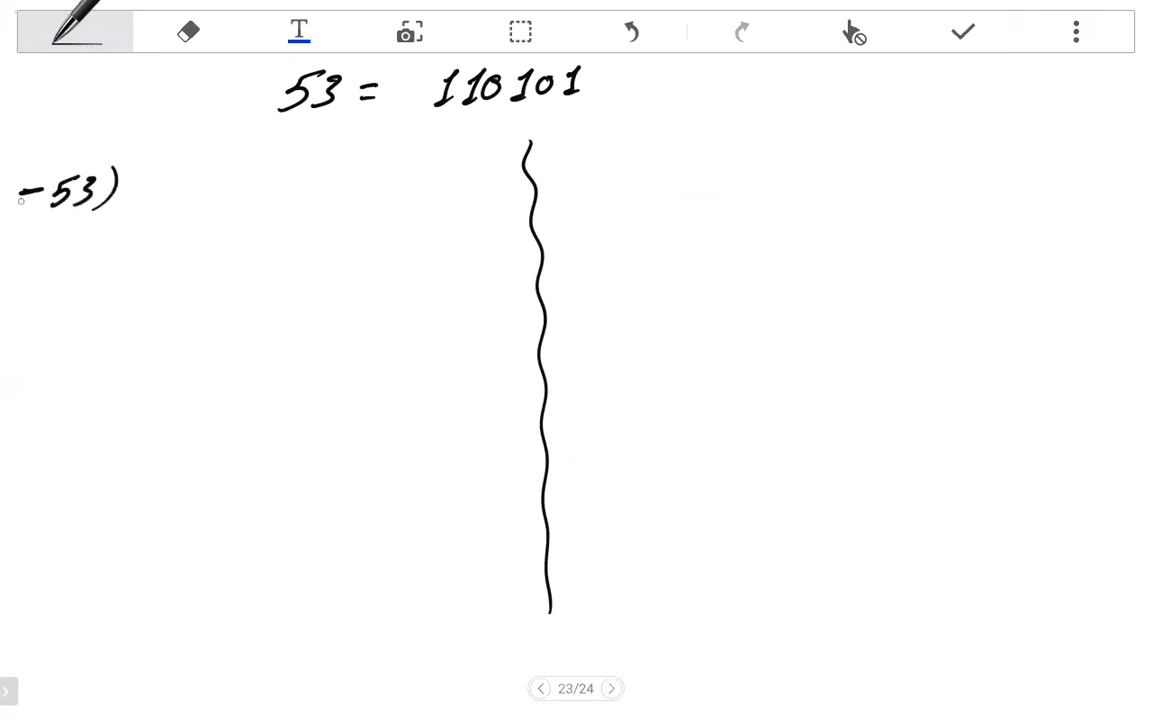 T
53 = 110101
-53)
23/24